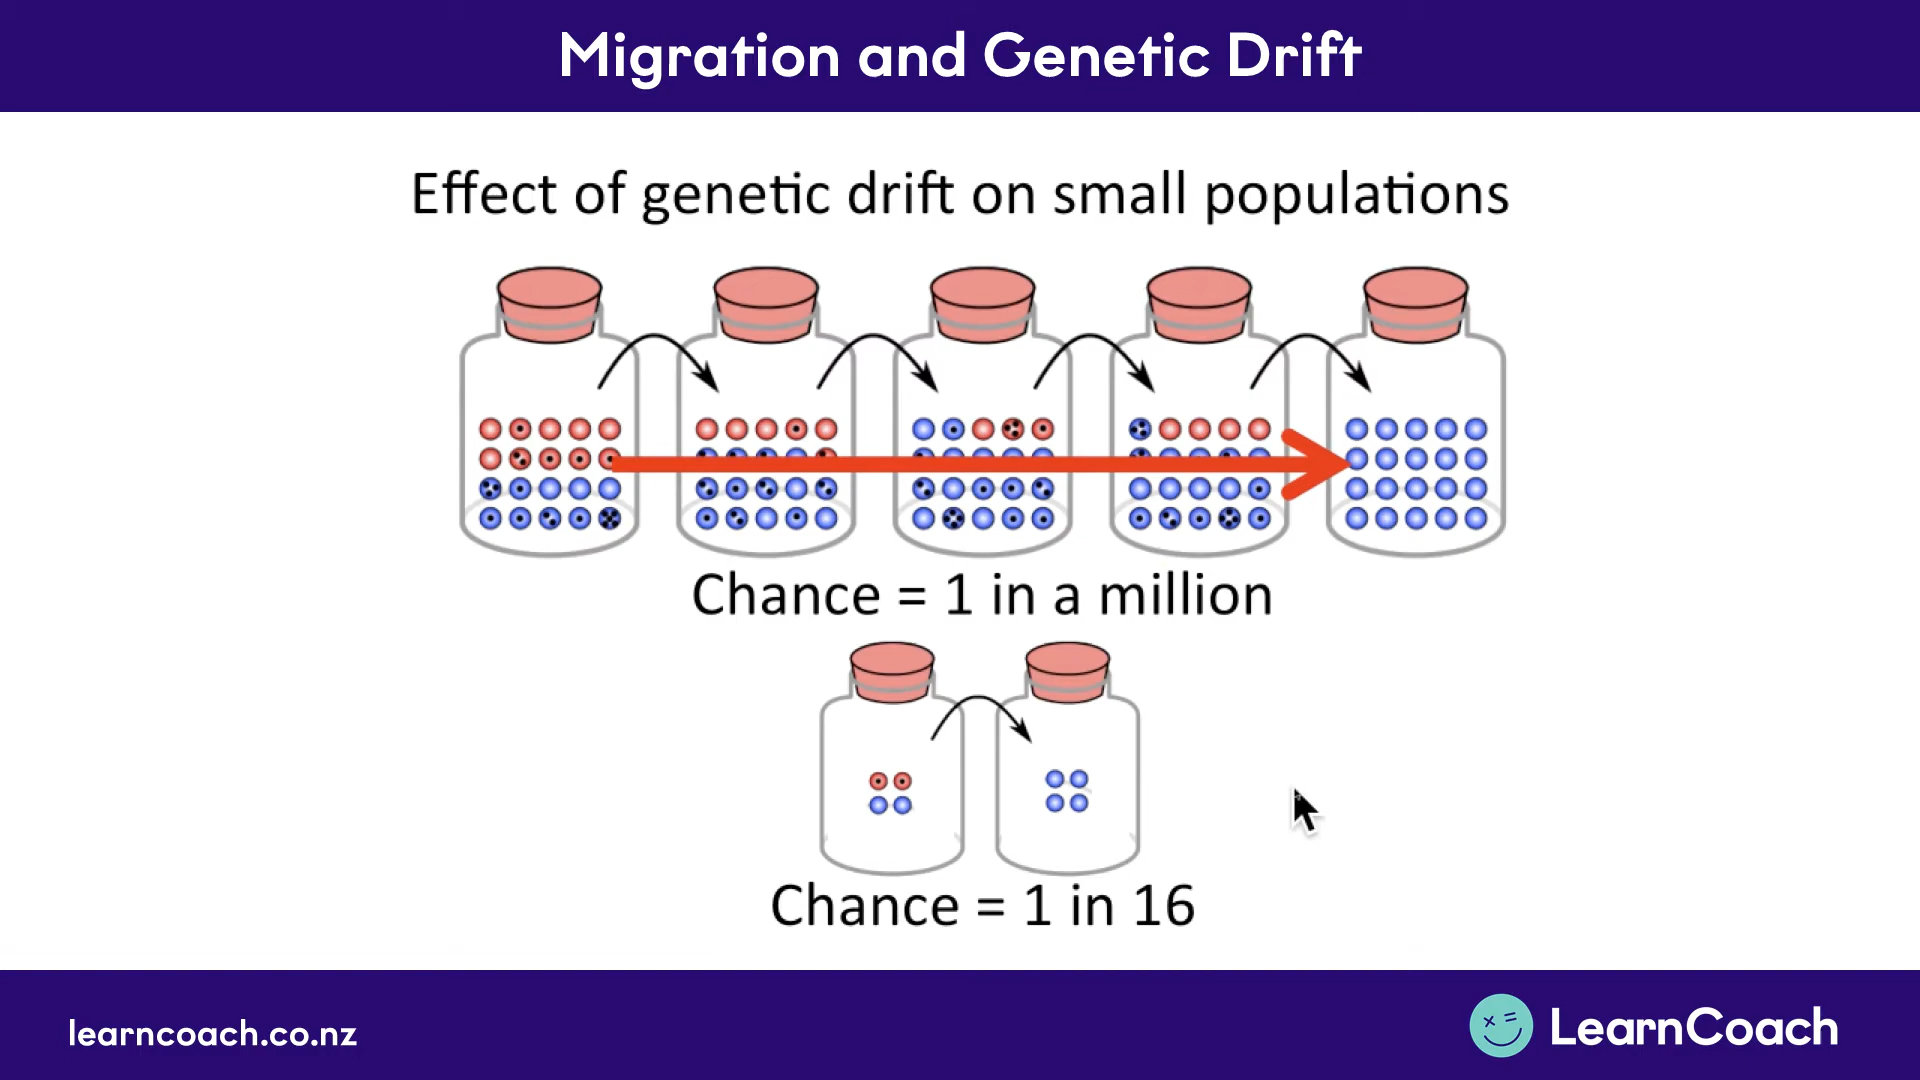 Migration and Genetic Drift
Effect of genetic drift on small populations
Chance = 1 in a million
Chance = 1 in 16
learncoach.co.nz
LearnCoach